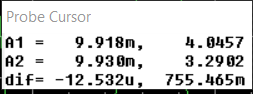 Probe Cursor
A1 = 9.918m, 4.0457
A2 = 9.930m, 3.2902
dif= -12.532u, 755.465m